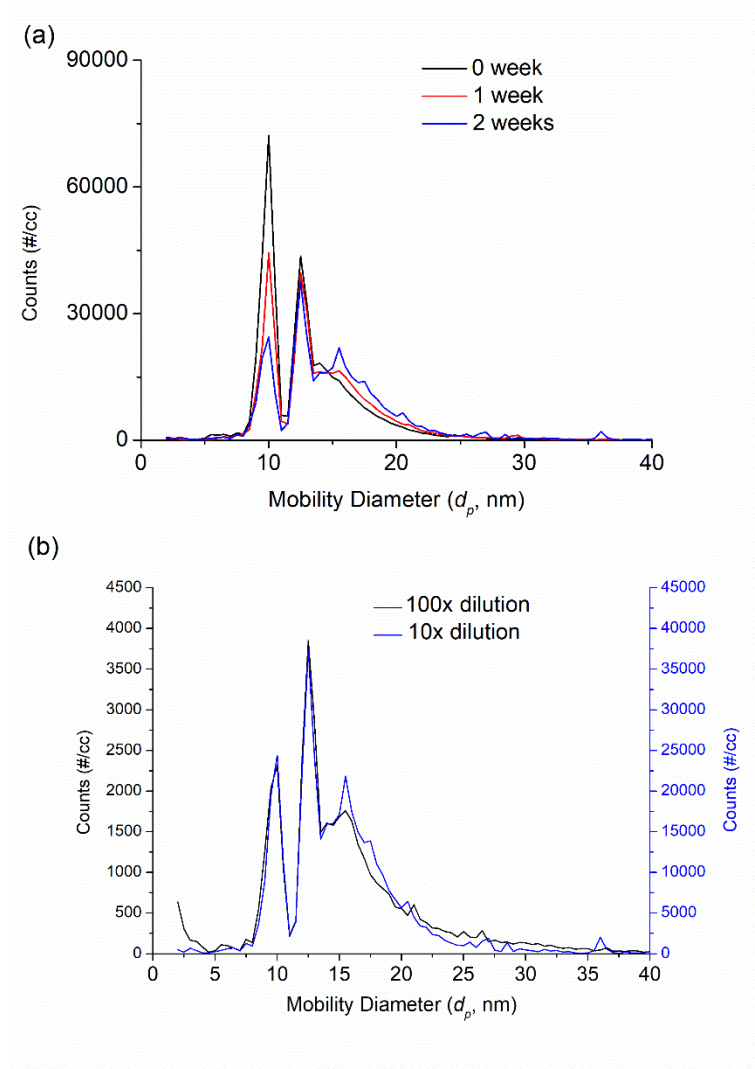 (a)
90000
60000
30000
0
Counts (#/cc)
0 week
1 week
2 weeks
0 10 20 30 40
Mobility Diameter (dp, nm)
(b)
4500
4000
3500
3000
2500
2000
1500
1000
500
0
Counts (#/cc)
100x dilution
10x dilution
45000
40000
35000
30000
25000
20000
15000
10000
5000
0
Counts (#/cc)
0 5 10 15 20 25 30 35 40
Mobility Diameter (dp, nm)